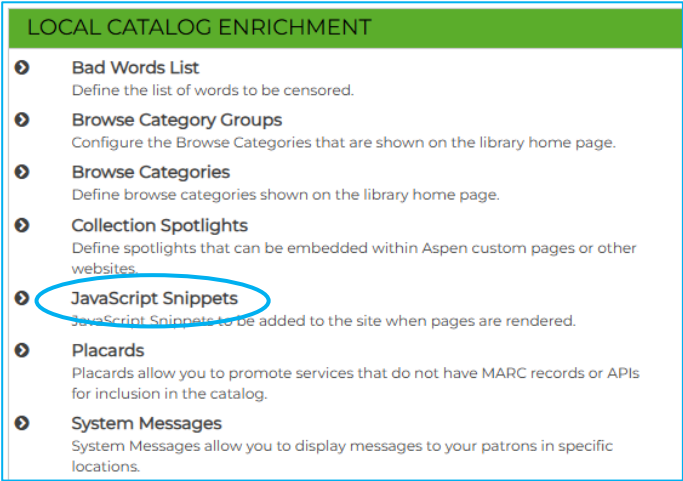 LOCAL CATALOG ENRICHMENT
Bad Words List
Define the list of words to be censored.
Browse Category Groups
Configure the Browse Categories that are shown on the library home page.
Browse Categories
Define browse categories shown on the library home page.
Collection Spotlights
Define spotlights that can be embedded within Aspen custom pages or other
websites.
JavaScript Snippets
JavaScript Snippets to be added to the site when pages are rendered.
Placards
Placards allow you to promote services that do not have MARC records or APIs
for inclusion in the catalog.
System Messages
System Messages allow you to display messages to your patrons in specific
locations.